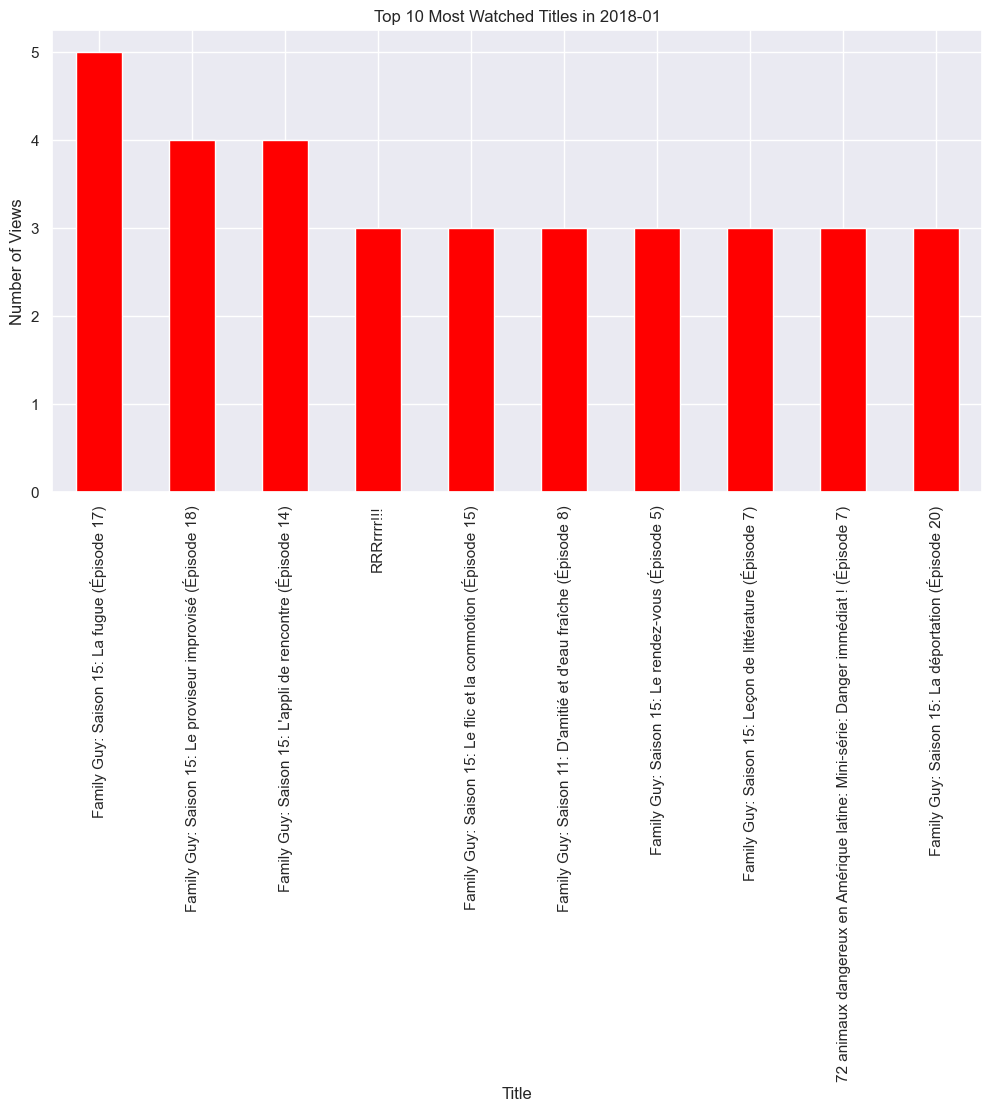 Top 10 Most Watched Titles in 2018-01
Number of Views
5
4
3
2
1
0
Family Guy: Saison 15: La fugue (Épisode 17)
Family Guy: Saison 15: Le proviseur improvisé (Épisode 18)
Family Guy: Saison 15: L'appli de rencontre (Épisode 14)
RRRrrrr!!!
Family Guy: Saison 15: Le flic et la commotion (Épisode 15)
Family Guy: Saison 11: D'amitié et d'eau fraîche (Épisode 8)
Family Guy: Saison 15: Le rendez-vous (Épisode 5)
Family Guy: Saison 15: Leçon de littérature (Épisode 7)
72 animaux dangereux en Amérique latine: Mini-série: Danger immédiat ! (Épisode 7)
Family Guy: Saison 15: La déportation (Épisode 20)
Title